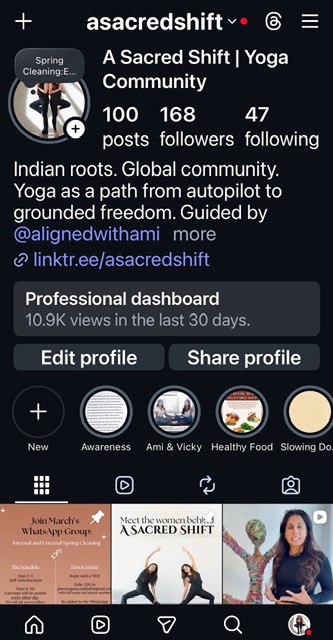 asacredshift
Spring
Cleaning:E...
A Sacred Shift | Yoga
Community
100 168 47
posts followers following
Indian roots. Global community.
Yoga as a path from autopilot to
grounded freedom. Guided by
@alignedwithami more
linktr.ee/asacredshift
Professional dashboard
10.9K views in the last 30 days.
Edit profile Share profile
New Awareness Ami & Vicky Healthy Food Slowing Do..
Join March's
WhatsApp Group:
Internal and External Spring Cleaning
Meet the women behi
A SACRED SHIFT